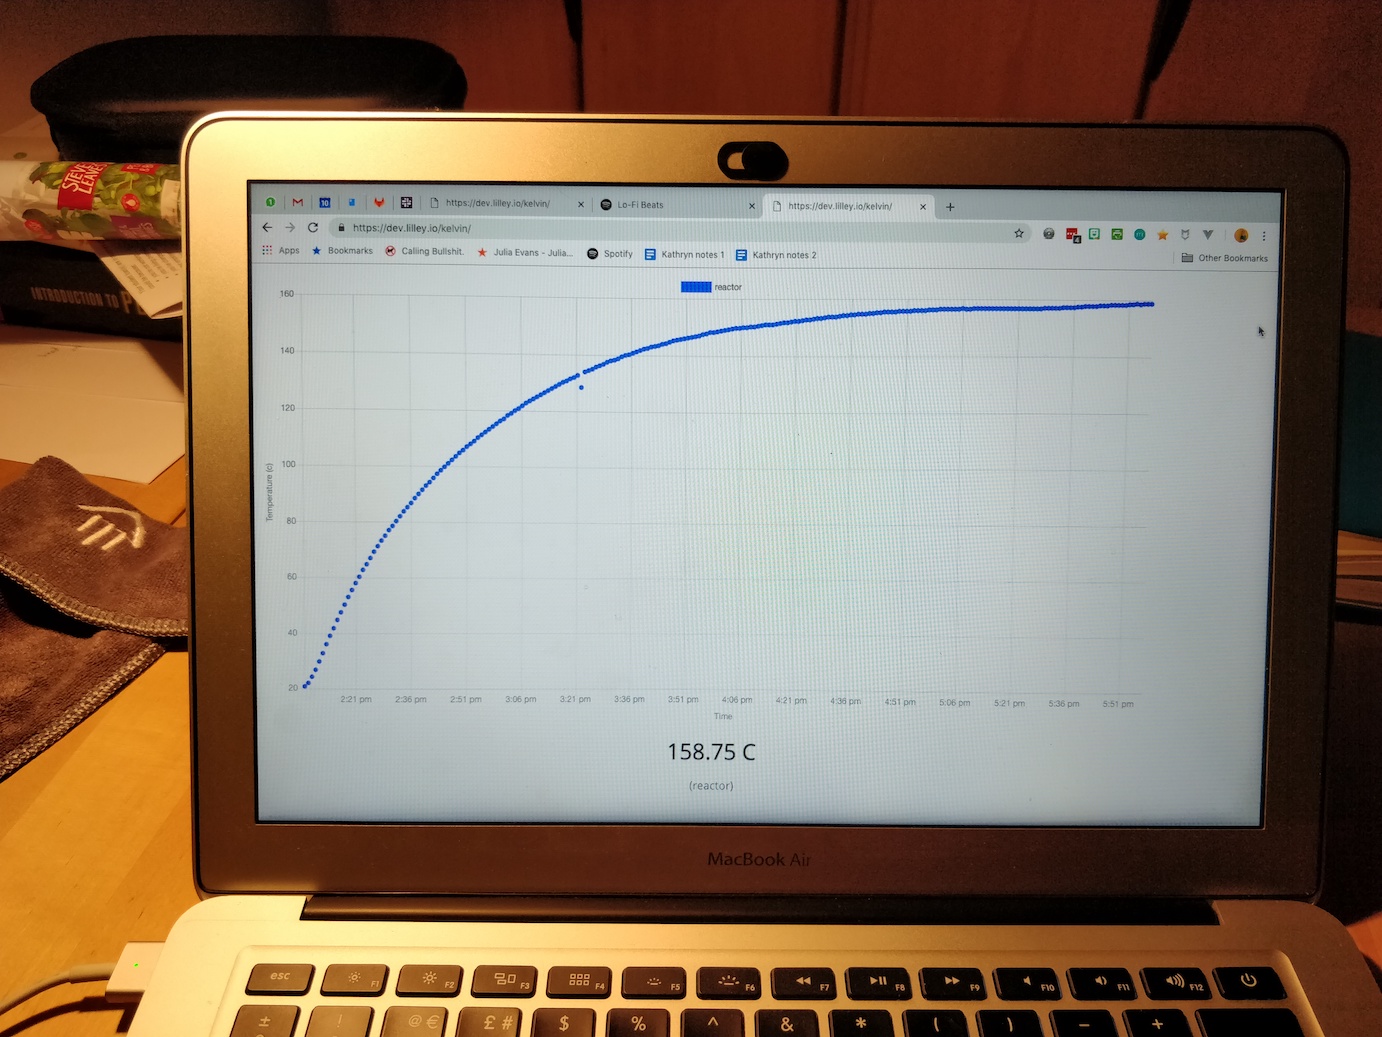 STEVE'S
LEAVES
INTRODUCTION TO
10
https://dev.lilley.io/kelvin/
Lo-Fi Beats
https://dev.lilley.io/kelvin/
https://dev.lilley.io/kelvin/
Apps
Bookmarks
Calling Bullshit.
Julia Evans - Julia...
Spotify
Kathryn notes 1
Kathryn notes 2
Other Bookmarks
reactor
160
140
120
100
80
60
40
20
Temperature (c)
2:21 pm 2:36 pm 2:51 pm 3:06 pm 3:21 pm 3:36 pm 3:51 pm 4:06 pm 4:21 pm 4:36 pm 4:51 pm 5:06 pm 5:21 pm 5:36 pm 5:51 pm
Time
158.75 C
(reactor)
MacBook Air
esc F1 F2 F3 F4 F5 F6 F7 F8 F9 F10 F11 F12
± ! @ € £ # $ % ^ & * ( ) − +